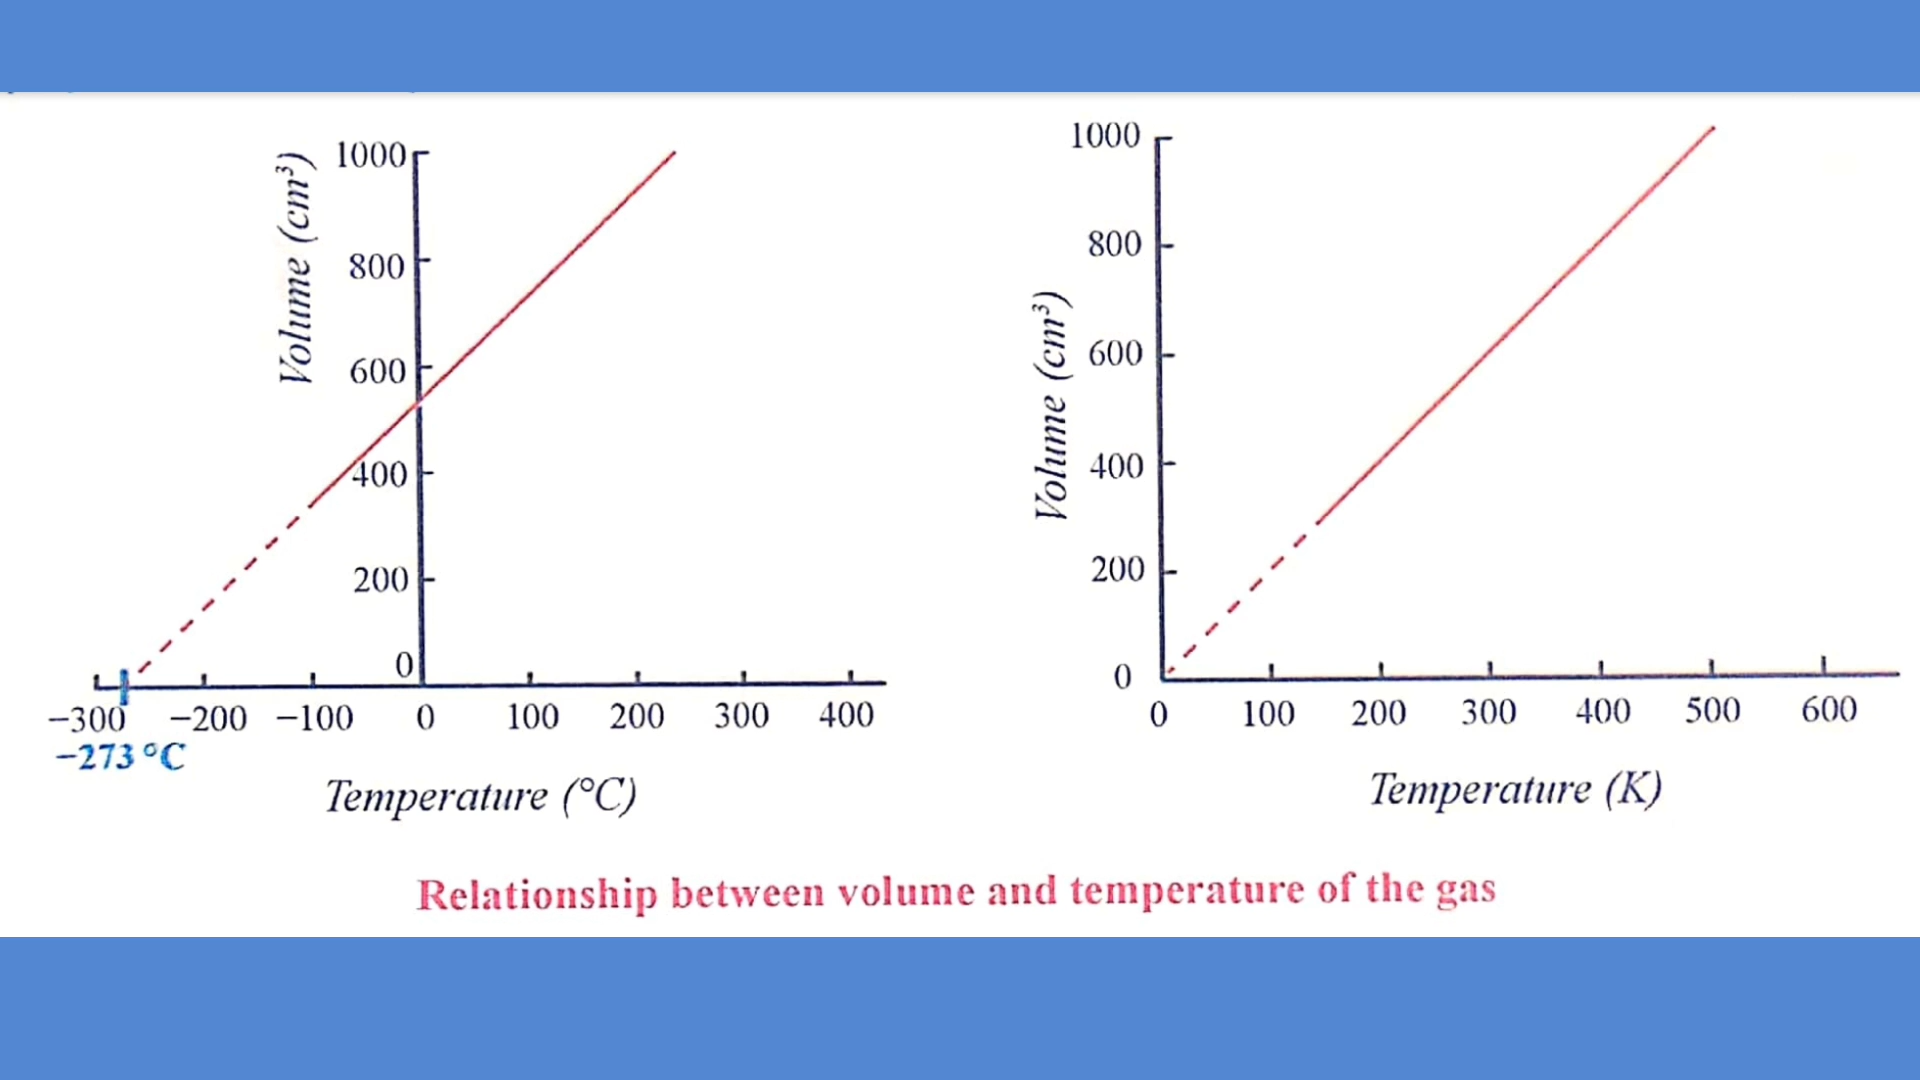 Volume (cm³)
1000
800
600
400
200
0
−300 −200 −100 0 100 200 300 400
−273 °C
Temperature (°C)
Volume (cm³)
1000
800
600
400
200
0
0 100 200 300 400 500 600
Temperature (K)
Relationship between volume and temperature of the gas